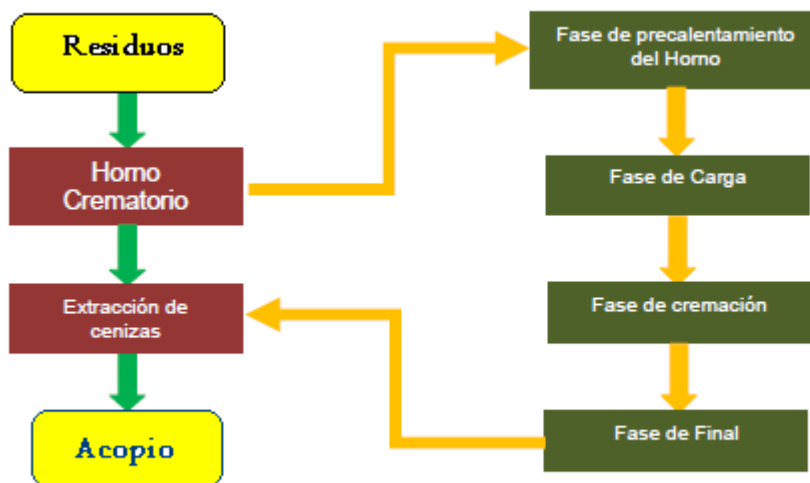 Residuos
Horno
Crematorio
Extracción de
cenizas
Acopio
Fase de precalentamiento
del Horno
Fase de Carga
Fase de cremación
Fase de Final